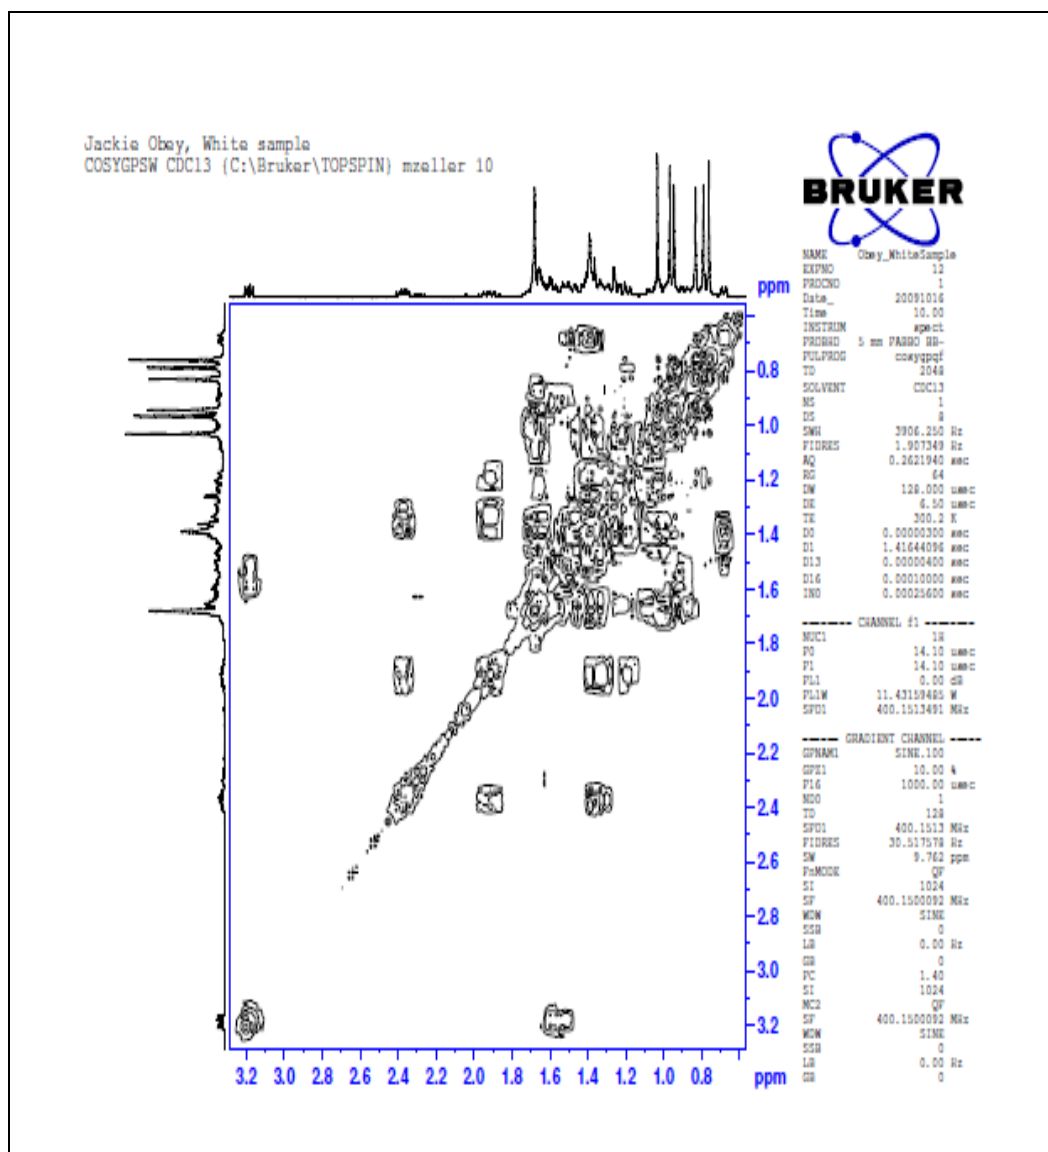 Jackie Obey, White sample
COSYGPSW CDCl3 {C:\Bruker\TOPSPIN} mzeller 10
BRUKER
NAME Obey_WhiteSample
EXPNO 12
PROCNO 1
Date_ 20091016
Time 10.00
INSTRUM spect
PROBHD 5 mm PABBO BB-
PULPROG cosygpqf
TD 2048
SOLVENT CDCl3
NS 1
DS 8
SWH 3906.250 Hz
FIDRES 1.907349 Hz
AQ 0.2621940 sec
RG 64
DW 128.000 usec
DE 6.50 usec
TE 300.2 K
D0 0.00000300 sec
D1 1.41644096 sec
D13 0.00000400 sec
D16 0.00010000 sec
IN0 0.00025600 sec
======== CHANNEL f1 ========
NUC1 1H
P0 14.10 usec
P1 14.10 usec
PL1 0.00 dB
PL1W 11.43159485 W
SFO1 400.1513491 MHz
====== GRADIENT CHANNEL =====
GPNAM1 SINE.100
GPZ1 10.00 %
P16 1000.00 usec
ND0 1
TD 128
SFO1 400.1513 MHz
FIDRES 30.517578 Hz
SW 9.762 ppm
FnMODE QF
SI 1024
SF 400.1500092 MHz
WDW SINE
SSB 0
LB 0.00 Hz
GB 0
PC 1.40
SI 1024
MC2 QF
SF 400.1500092 MHz
WDW SINE
SSB 0
LB 0.00 Hz
GB 0
ppm
0.8
1.0
1.2
1.4
1.6
1.8
2.0
2.2
2.4
2.6
2.8
3.0
3.2
3.2 3.0 2.8 2.6 2.4 2.2 2.0 1.8 1.6 1.4 1.2 1.0 0.8 ppm